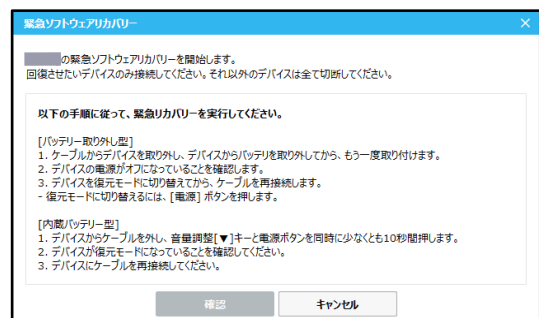 緊急ソフトウェアリカバリー
の緊急ソフトウェアリカバリーを開始します。
回復させたいデバイスのみ接続してください。それ以外のデバイスは全て切断してください。
以下の手順に従って、緊急リカバリーを実行してください。
[バッテリー取り外し型]
1. ケーブルからデバイスを取り外し、デバイスからバッテリを取り外してから、もう一度取り付けます。
2. デバイスの電源がオフになっていることを確認します。
3. デバイスを復元モードに切り替えてから、ケーブルを再接続します。
- 復元モードに切り替えるには、[電源] ボタンを押します。
[内蔵バッテリー型]
1. デバイスからケーブルを外し、音量調整[▼]キーと電源ボタンを同時に少なくとも10秒間押します。
2. デバイスが復元モードになっていることを確認してください。
3. デバイスにケーブルを再接続してください。
確認
キャンセル